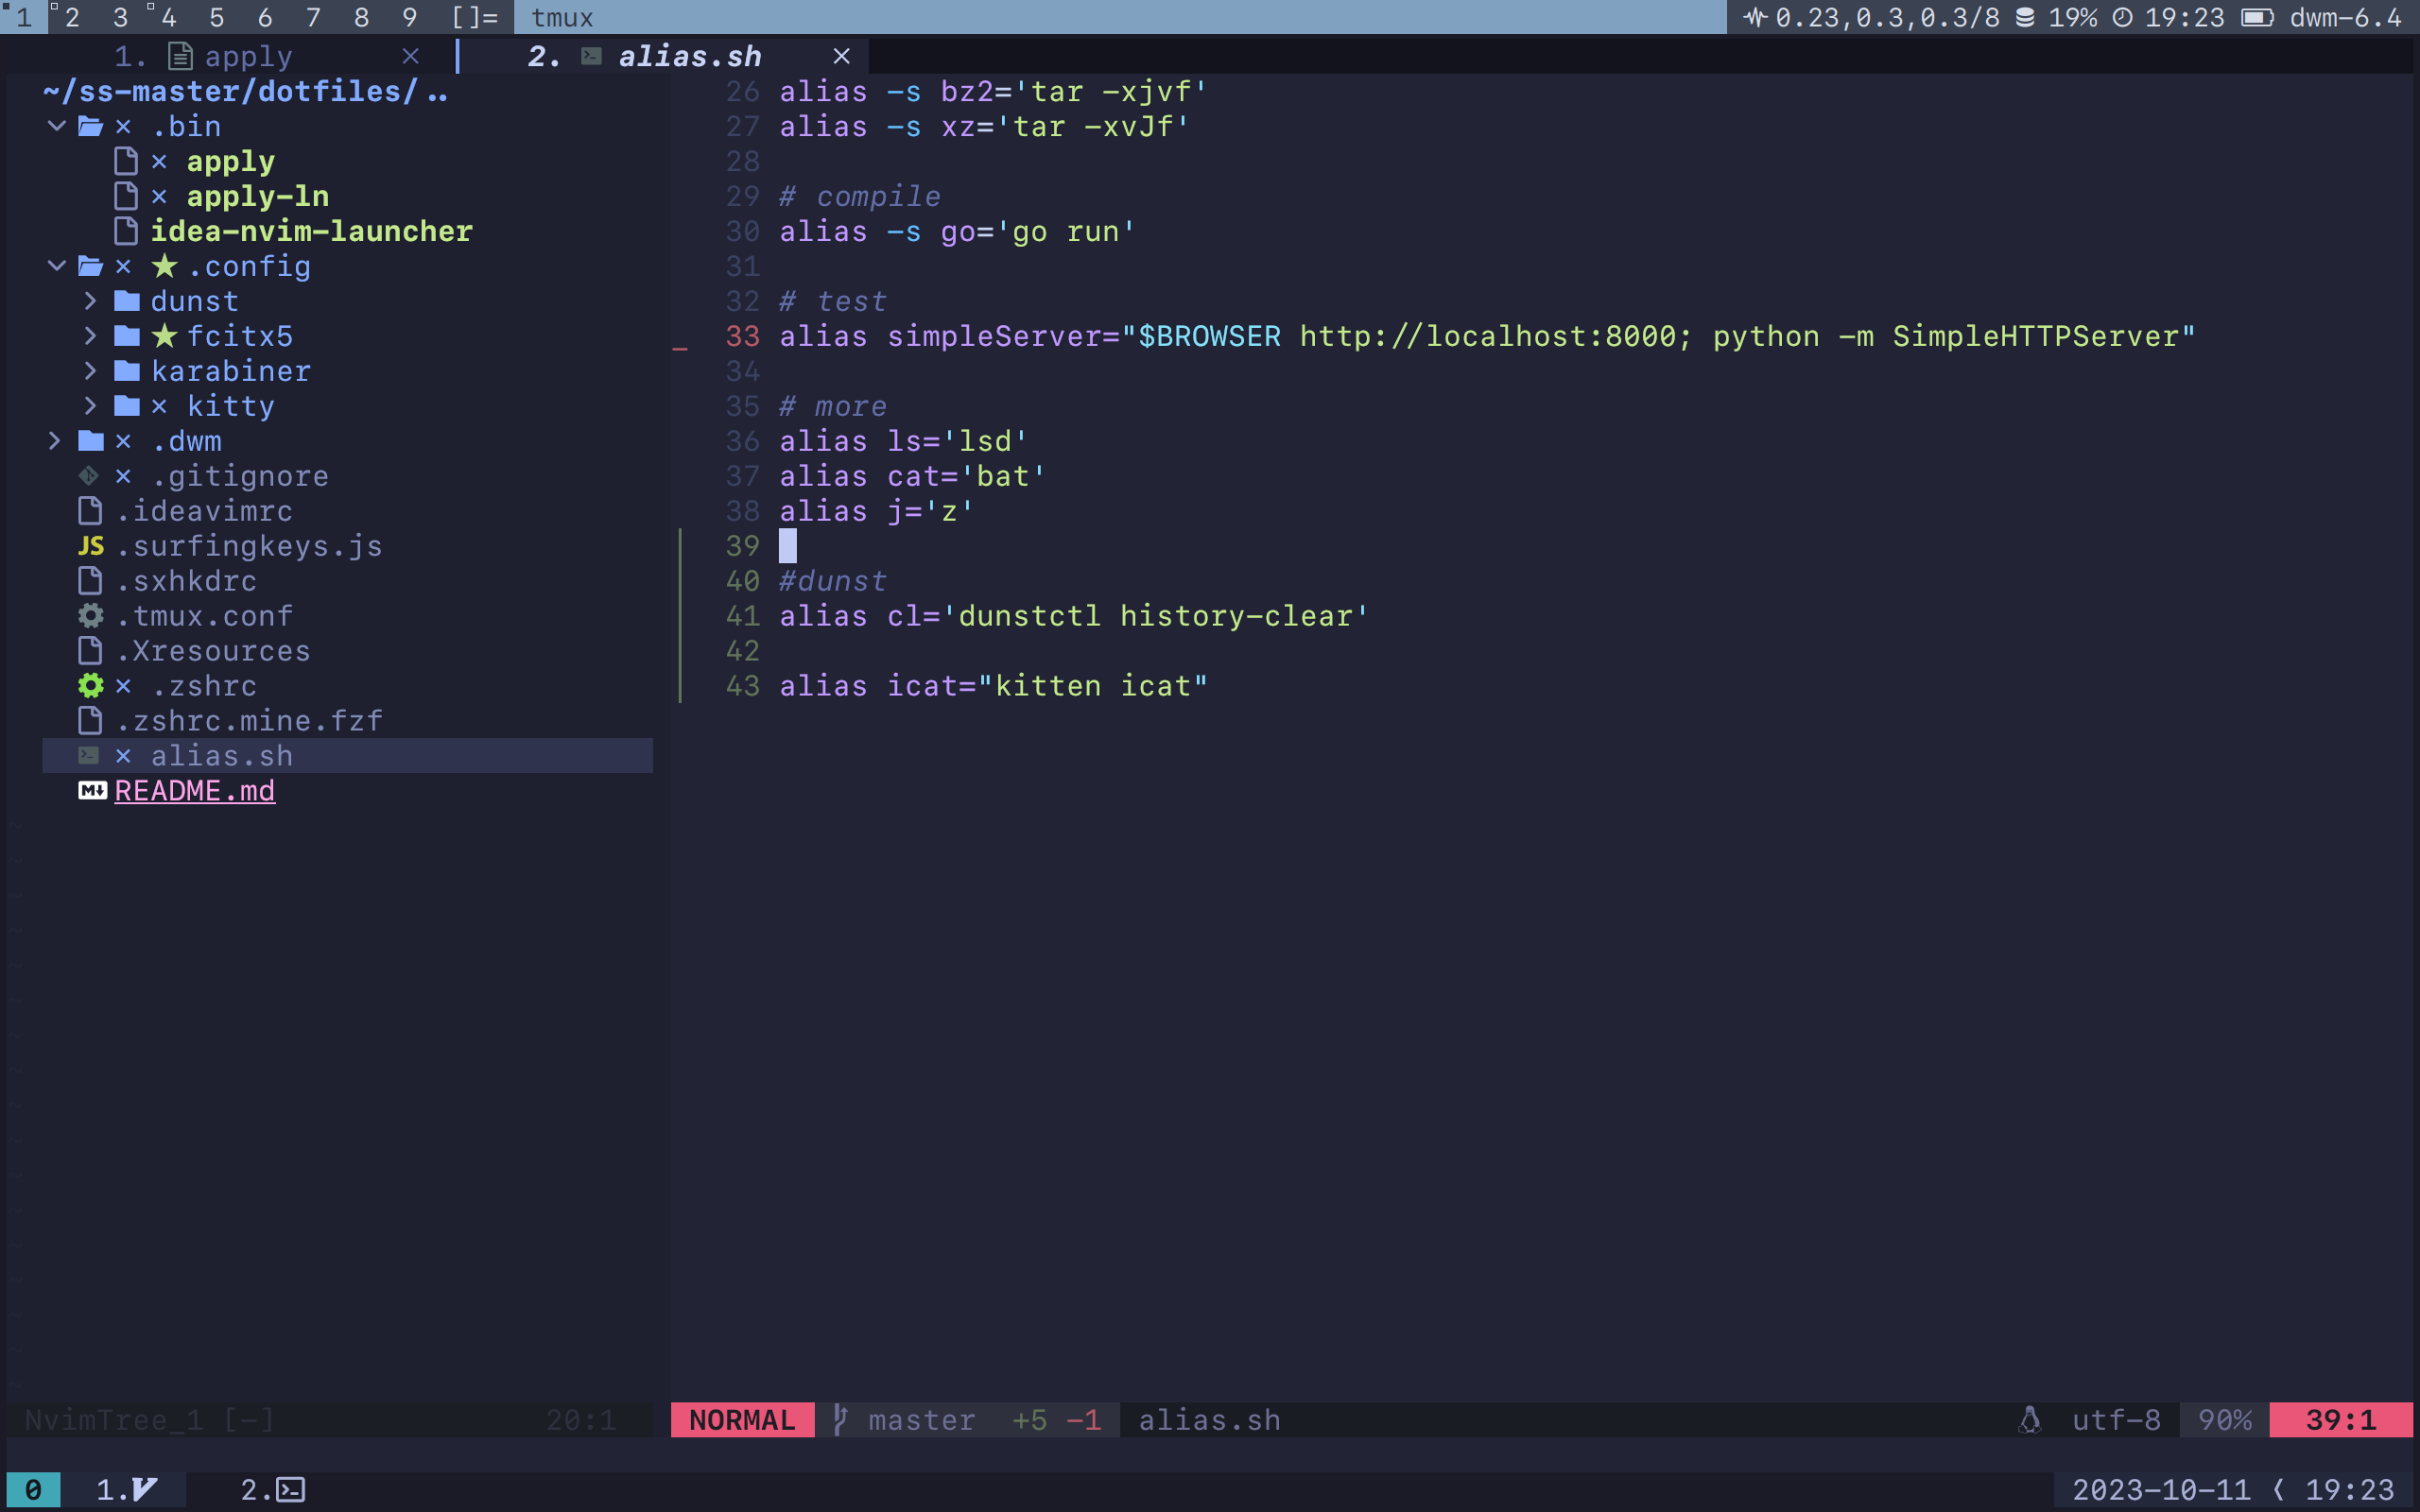 1 2 3 4 5 6 7 8 9 []= tmux 0.23,0.3,0.3/8 19% 19:23 dwm-6.4
1. apply × 2. alias.sh ×
~/ss-master/dotfiles/..
× .bin
× apply
× apply-ln
idea-nvim-launcher
× ★ .config
dunst
★ fcitx5
karabiner
× kitty
× .dwm
× .gitignore
.ideavimrc
JS .surfingkeys.js
.sxhkdrc
.tmux.conf
.Xresources
× .zshrc
.zshrc.mine.fzf
× alias.sh
README.md
26 alias -s bz2='tar -xjvf'
27 alias -s xz='tar -xvJf'
28
29 # compile
30 alias -s go='go run'
31
32 # test
33 alias simpleServer="$BROWSER http://localhost:8000; python -m SimpleHTTPServer"
34
35 # more
36 alias ls='lsd'
37 alias cat='bat'
38 alias j='z'
39
40 #dunst
41 alias cl='dunstctl history-clear'
42
43 alias icat="kitten icat"
NvimTree_1 [-] 20:1
NORMAL master +5 -1 alias.sh utf-8 90% 39:1
0 1. 2. 2023-10-11 19:23